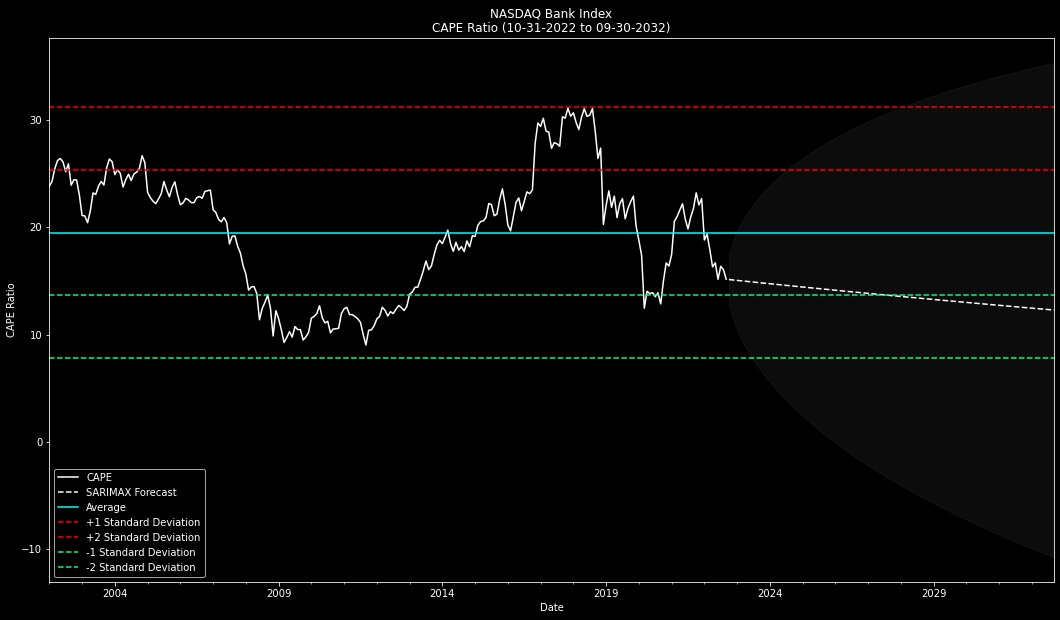 NASDAQ Bank Index
CAPE Ratio (10-31-2022 to 09-30-2032)
CAPE Ratio
30
20
10
0
−10
CAPE
SARIMAX Forecast
Average
+1 Standard Deviation
+2 Standard Deviation
-1 Standard Deviation
-2 Standard Deviation
2004
2009
2014
2019
2024
2029
Date